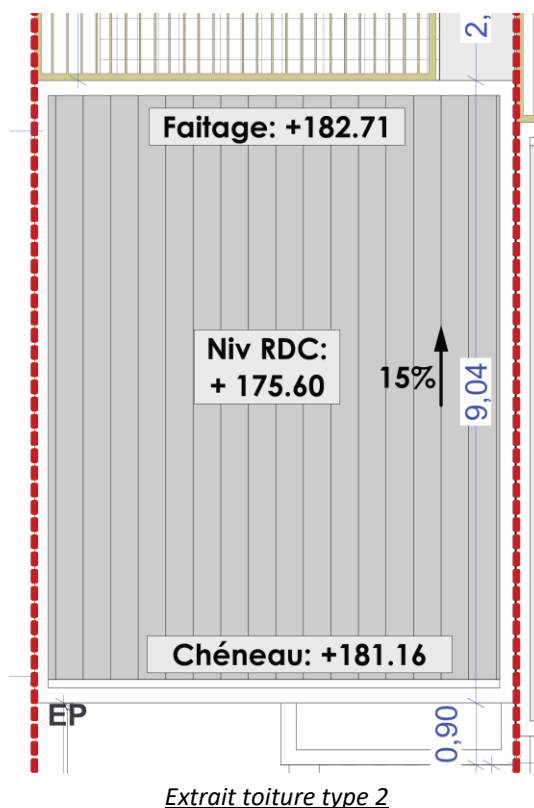 2,
Faitage: +182.71
Niv RDC:
+ 175.60
15%
9,04
Chéneau: +181.16
EP
0,90
Extrait toiture type 2